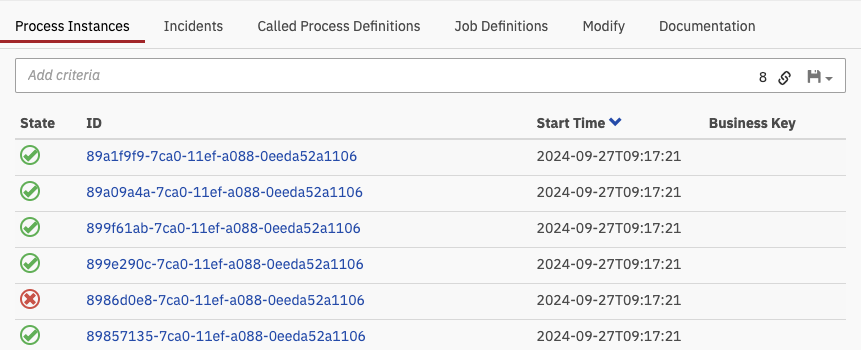 Process Instances Incidents Called Process Definitions Job Definitions Modify Documentation
Add criteria 8
State ID Start Time Business Key
89a1f9f9-7ca0-11ef-a088-0eeda52a1106 2024-09-27T09:17:21
89a09a4a-7ca0-11ef-a088-0eeda52a1106 2024-09-27T09:17:21
899f61ab-7ca0-11ef-a088-0eeda52a1106 2024-09-27T09:17:21
899e290c-7ca0-11ef-a088-0eeda52a1106 2024-09-27T09:17:21
8986d0e8-7ca0-11ef-a088-0eeda52a1106 2024-09-27T09:17:21
89857135-7ca0-11ef-a088-0eeda52a1106 2024-09-27T09:17:21